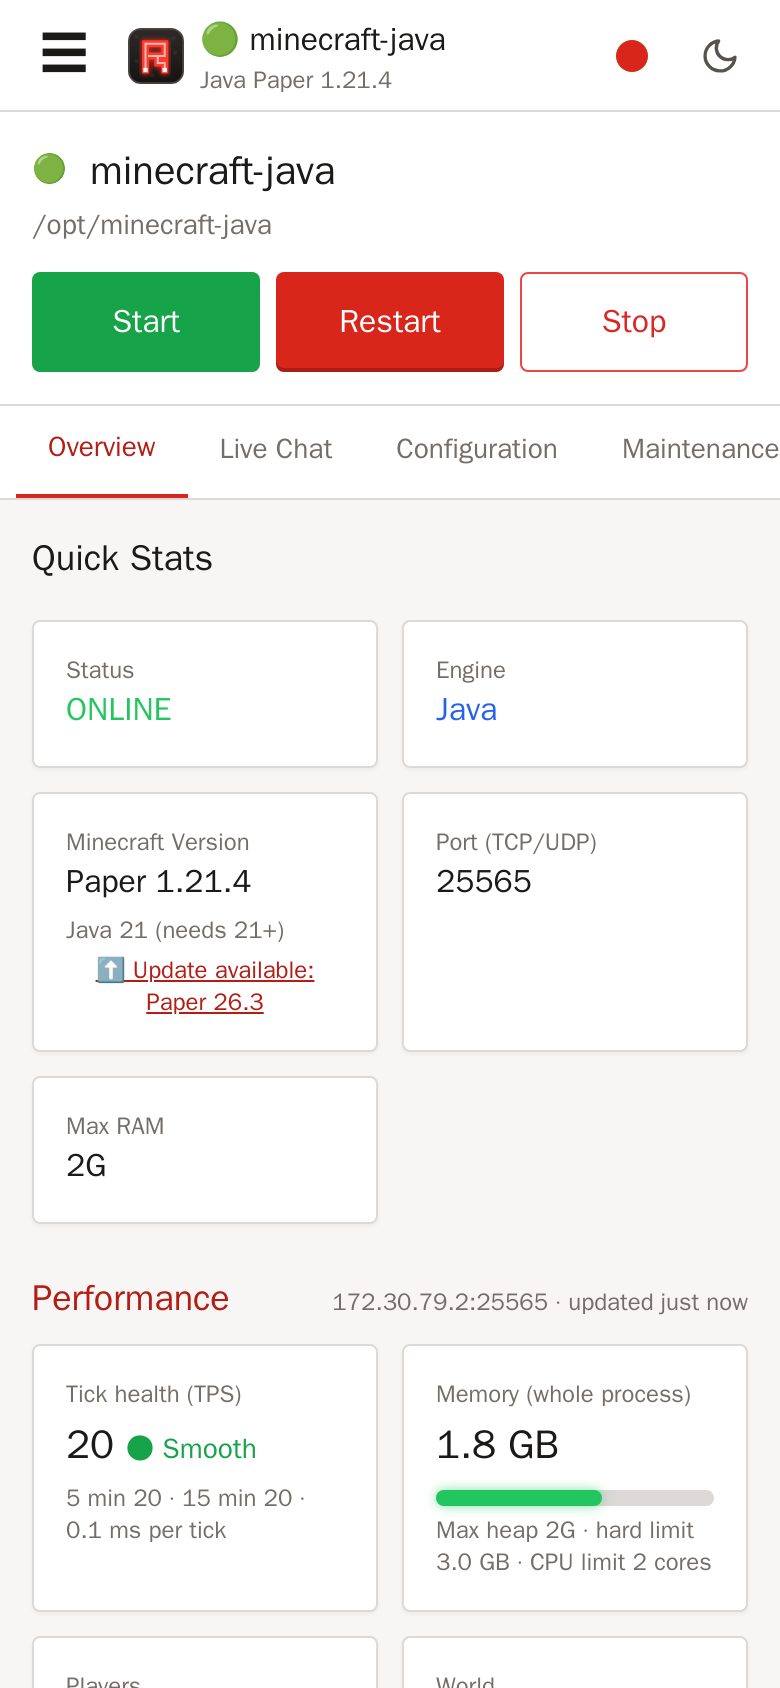 minecraft-java
Java Paper 1.21.4
minecraft-java
/opt/minecraft-java
Start
Restart
Stop
Overview
Live Chat
Configuration
Maintenance
Quick Stats
Status
ONLINE
Engine
Java
Minecraft Version
Paper 1.21.4
Java 21 (needs 21+)
⬆️ Update available:
Paper 26.3
Port (TCP/UDP)
25565
Max RAM
2G
Performance
172.30.79.2:25565 · updated just now
Tick health (TPS)
20 Smooth
5 min 20 · 15 min 20 ·
0.1 ms per tick
Memory (whole process)
1.8 GB
Max heap 2G · hard limit
3.0 GB · CPU limit 2 cores
Players
World